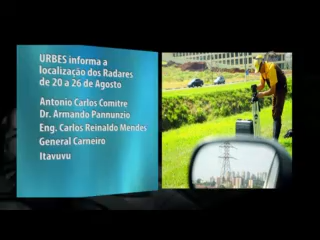 URBES informa a
localização dos Radares
de 20 a 26 de Agosto
Antonio Carlos Comitre
Dr. Armando Pannunzio
Eng. Carlos Reinaldo Mendes
General Carneiro
Itavuvu